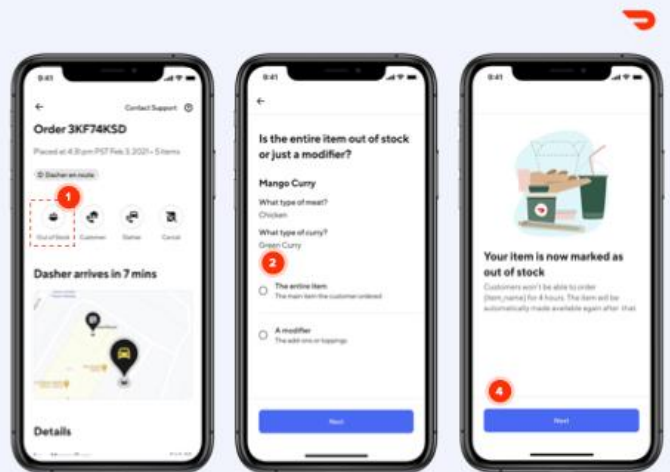 9:41
Contact Support
Order 3KF74KSD
Placed at 4:31 pm PST Feb 3, 2021 • 5 items
Dasher en route
1
Out of Stock
Customer
Dasher
Cancel
Dasher arrives in 7 mins
Details
9:41
Is the entire item out of stock
or just a modifier?
Mango Curry
What type of meat?
Chicken
What type of curry?
Green Curry
2
The entire item
The main item the customer ordered
A modifier
The add-ons or toppings
Next
9:41
Your item is now marked as
out of stock
Customers won't be able to order
[item_name] for 4 hours. The item will be
automatically made available again after that.
4
Next